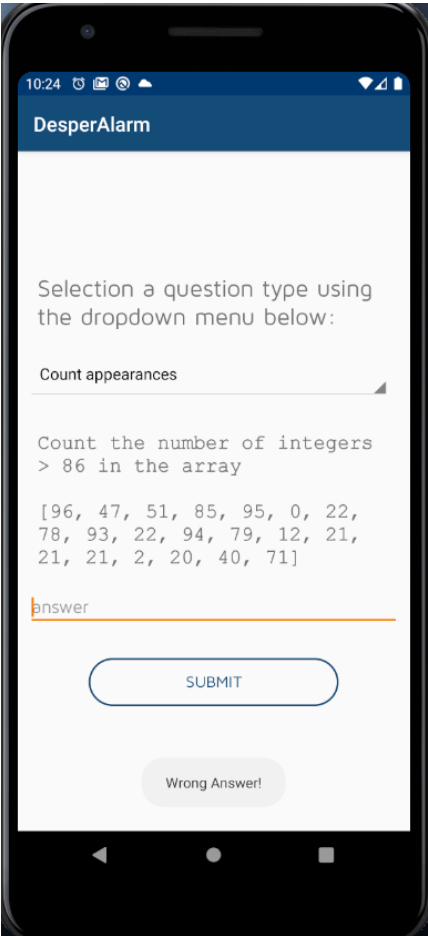 10:24
DesperAlarm
Selection a question type using
the dropdown menu below:
Count appearances
Count the number of integers
> 86 in the array
[96, 47, 51, 85, 95, 0, 22,
78, 93, 22, 94, 79, 12, 21,
21, 21, 2, 20, 40, 71]
answer
SUBMIT
Wrong Answer!